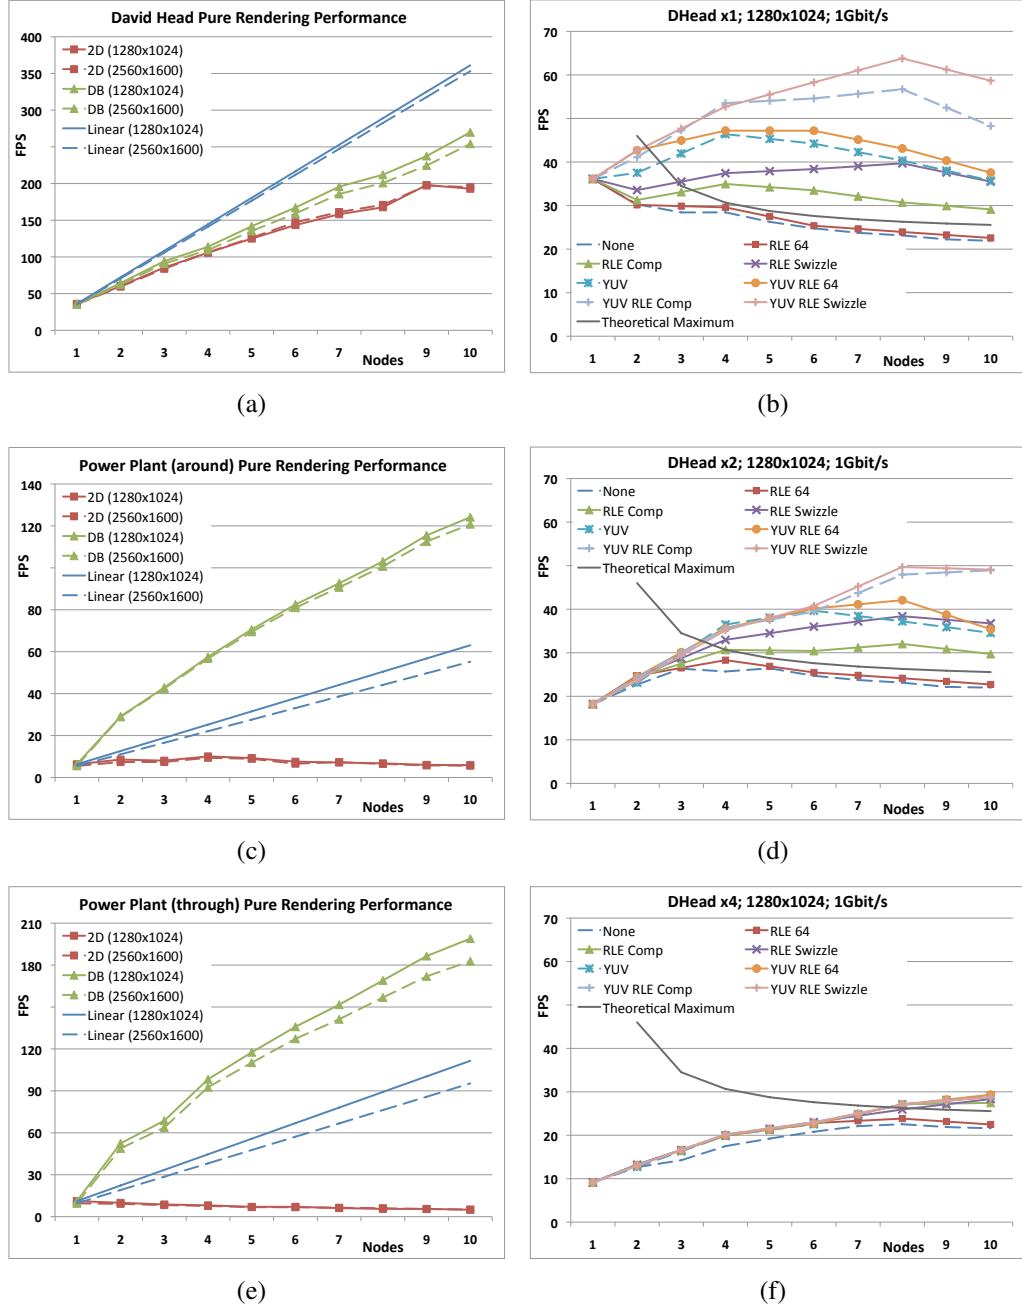 David Head Pure Rendering Performance
400
350
300
250
200
150
100
50
0
FPS
2D (1280x1024)
2D (2560x1600)
DB (1280x1024)
DB (2560x1600)
Linear (1280x1024)
Linear (2560x1600)
1 2 3 4 5 6 7 Nodes 9 10
(a)
DHead x1; 1280x1024; 1Gbit/s
70
60
50
40
30
20
10
0
FPS
None RLE 64
RLE Comp RLE Swizzle
YUV YUV RLE 64
YUV RLE Comp YUV RLE Swizzle
Theoretical Maximum
1 2 3 4 5 6 7 Nodes 9 10
(b)
Power Plant (around) Pure Rendering Performance
140
120
80
60
40
20
0
FPS
2D (1280x1024)
2D (2560x1600)
DB (1280x1024)
DB (2560x1600)
Linear (1280x1024)
Linear (2560x1600)
1 2 3 4 5 6 7 Nodes 9 10
(c)
DHead x2; 1280x1024; 1Gbit/s
70
60
50
40
30
20
10
0
FPS
None RLE 64
RLE Comp RLE Swizzle
YUV YUV RLE 64
YUV RLE Comp YUV RLE Swizzle
Theoretical Maximum
1 2 3 4 5 6 7 Nodes 9 10
(d)
Power Plant (through) Pure Rendering Performance
210
180
120
90
60
30
0
FPS
2D (1280x1024)
2D (2560x1600)
DB (1280x1024)
DB (2560x1600)
Linear (1280x1024)
Linear (2560x1600)
1 2 3 4 5 6 7 Nodes 9 10
(e)
DHead x4; 1280x1024; 1Gbit/s
70
60
40
30
20
10
0
FPS
None RLE 64
RLE Comp RLE Swizzle
YUV YUV RLE 64
YUV RLE Comp YUV RLE Swizzle
Theoretical Maximum
1 2 3 4 5 6 7 Nodes 9 10
(f)